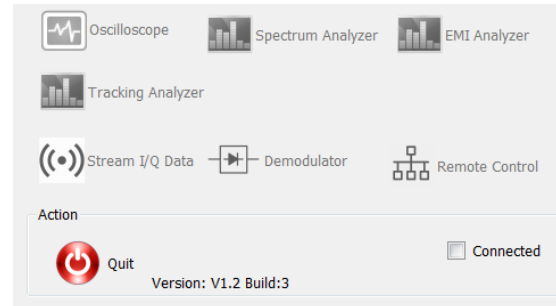 Oscilloscope
Spectrum Analyzer
EMI Analyzer
Tracking Analyzer
Stream I/Q Data
Demodulator
Remote Control
Action
Quit
Connected
Version: V1.2 Build:3